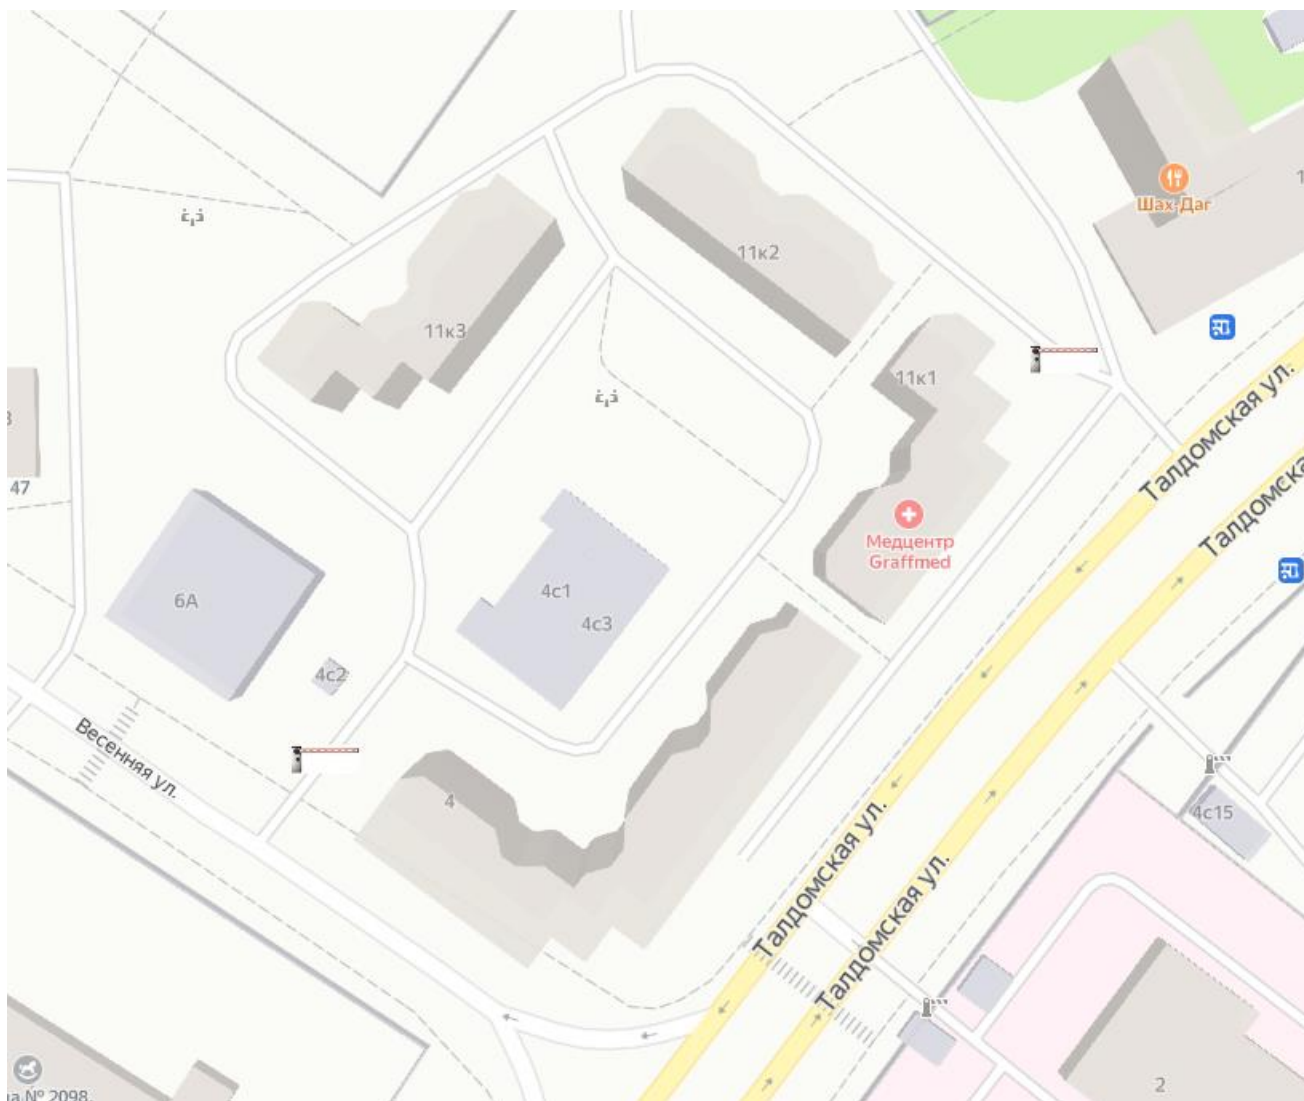 Шах-Даг
11к2
11к3
11к1
Талдомская ул.
47
Медцентр
Graffmed
4с1
6А
4с3
4с2
Весенняя ул.
4
4с15
Талдомская ул.
Талдомская ул.
2
№ 2098